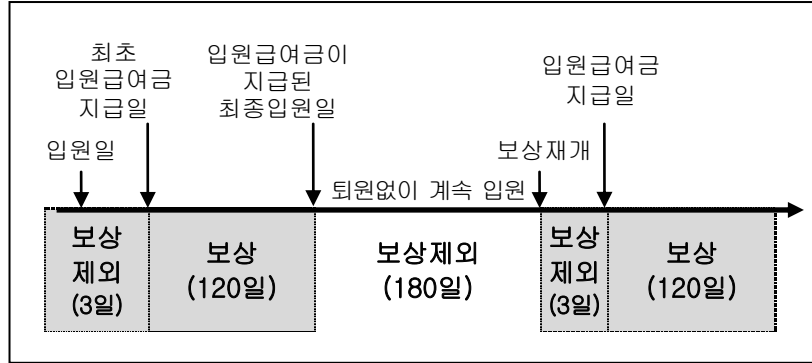 최초
입원급여금
지급일
입원급여금이
지급된
최종입원일
입원급여금
지급일
입원일
보상재개
퇴원없이 계속 입원
보상
제외
(3일)
보상
(120일)
보상제외
(180일)
보상
제외
(3일)
보상
(120일)